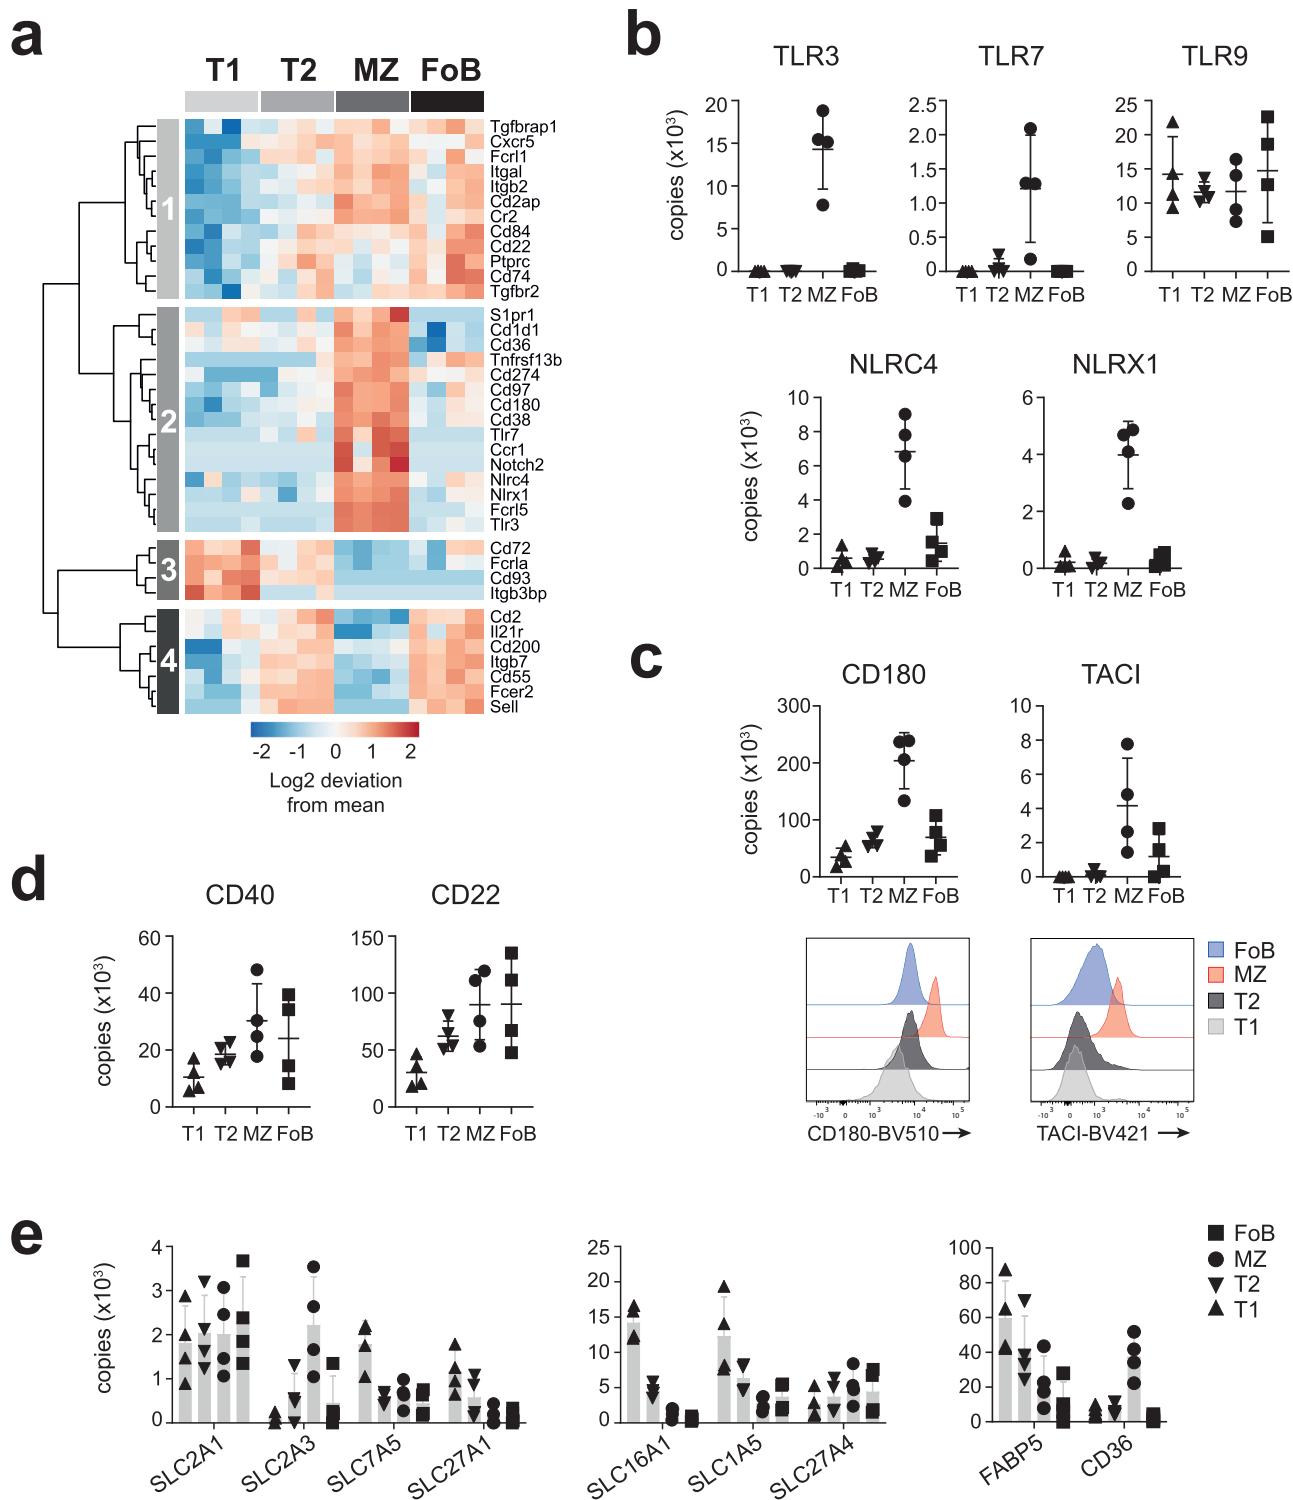 a
T1 T2 MZ FoB
1
Tgfbrap1
Cxcr5
Fcrl1
Itgal
Itgb2
Cd2ap
Cr2
Cd84
Cd22
Ptprc
Cd74
Tgfbr2
2
S1pr1
Cd1d1
Cd36
Tnfrsf13b
Cd274
Cd97
Cd180
Cd38
Tlr7
Ccr1
Notch2
Nlrc4
Nlrx1
Fcrl5
Tlr3
3
Cd72
Fcrla
Cd93
Itgb3bp
4
Cd2
Il21r
Cd200
Itgb7
Cd55
Fcer2
Sell
-2 -1 0 1 2
Log2 deviation
from mean
b
TLR3
copies (x10³)
20
15
10
5
0
T1 T2 MZ FoB
TLR7
2.5
2.0
1.5
1.0
0.5
0
T1 T2 MZ FoB
TLR9
25
20
15
10
5
0
T1 T2 MZ FoB
NLRC4
copies (x10³)
10
8
6
4
2
0
T1 T2 MZ FoB
NLRX1
6
4
2
0
T1 T2 MZ FoB
c
CD180
copies (x10³)
300
200
100
0
T1 T2 MZ FoB
TACI
10
8
6
4
2
0
T1 T2 MZ FoB
-10³ 0 10³ 10⁴ 10⁵
CD180-BV510
-10³ 0 10³ 10⁴ 10⁵
TACI-BV421
FoB
MZ
T2
T1
d
CD40
copies (x10³)
60
40
20
0
T1 T2 MZ FoB
CD22
150
100
50
0
T1 T2 MZ FoB
e
copies (x10³)
4
3
2
1
0
SLC2A1 SLC2A3 SLC7A5 SLC27A1
25
20
15
10
5
0
SLC16A1 SLC1A5 SLC27A4
100
80
60
40
20
0
FABP5 CD36
FoB
MZ
T2
T1